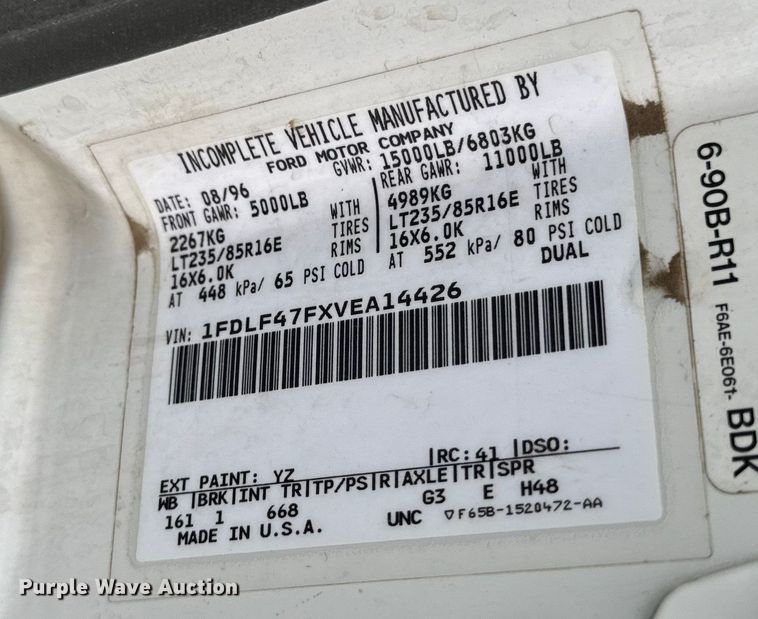 INCOMPLETE VEHICLE MANUFACTURED BY
FORD MOTOR COMPANY
DATE: 08/96 GVWR: 15000LB/6803KG
FRONT GAWR: 5000LB REAR GAWR: 11000LB
2267KG WITH 4989KG WITH
LT235/85R16E TIRES LT235/85R16E TIRES
16X6.0K RIMS 16X6.0K RIMS
AT 448 kPa/ 65 PSI COLD AT 552 kPa/ 80 PSI COLD
DUAL
VIN: 1FDLF47FXVEA14426
EXT PAINT: YZ |RC: 41 |DSO:
WB |BRK|INT TR|TP/PS|R|AXLE|TR|SPR
161 1 668 G3 E H48
MADE IN U.S.A. UNC ▽F65B-1520472-AA
6-90B-R11
F6AE-6E061- BDK
Purple Wave Auction